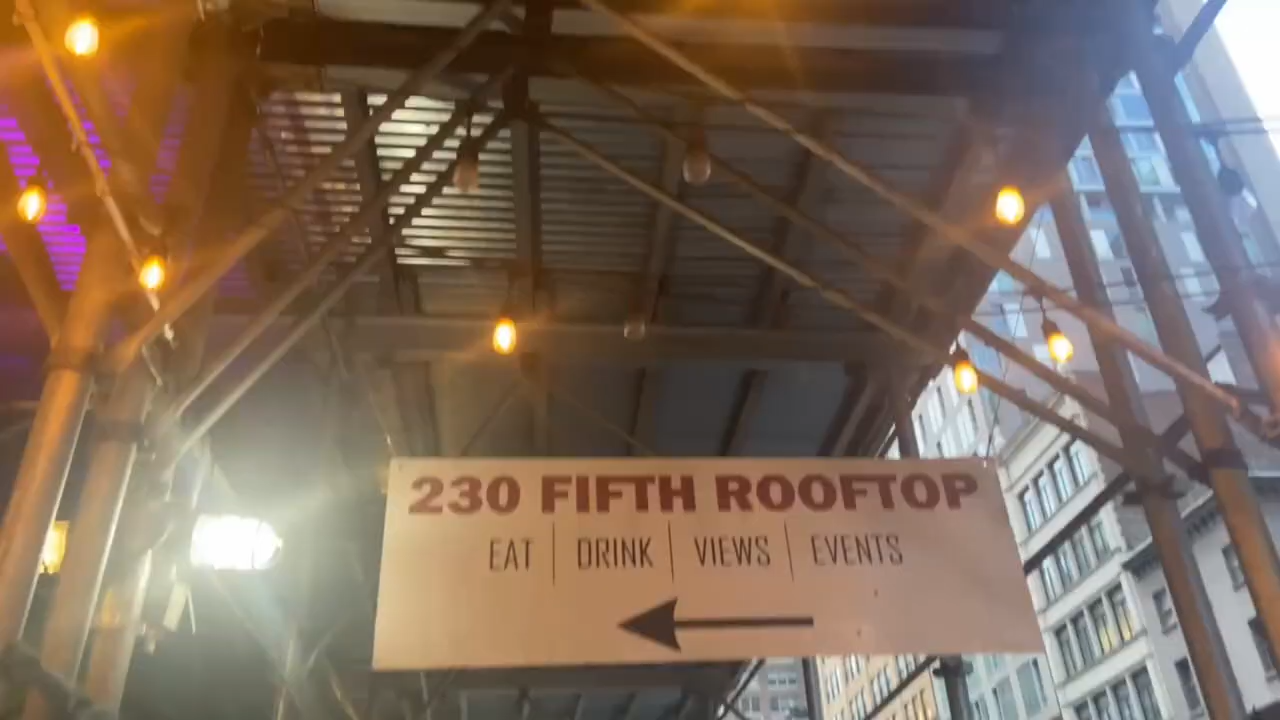 230 FIFTH ROOFTOP
EAT | DRINK | VIEWS | EVENTS